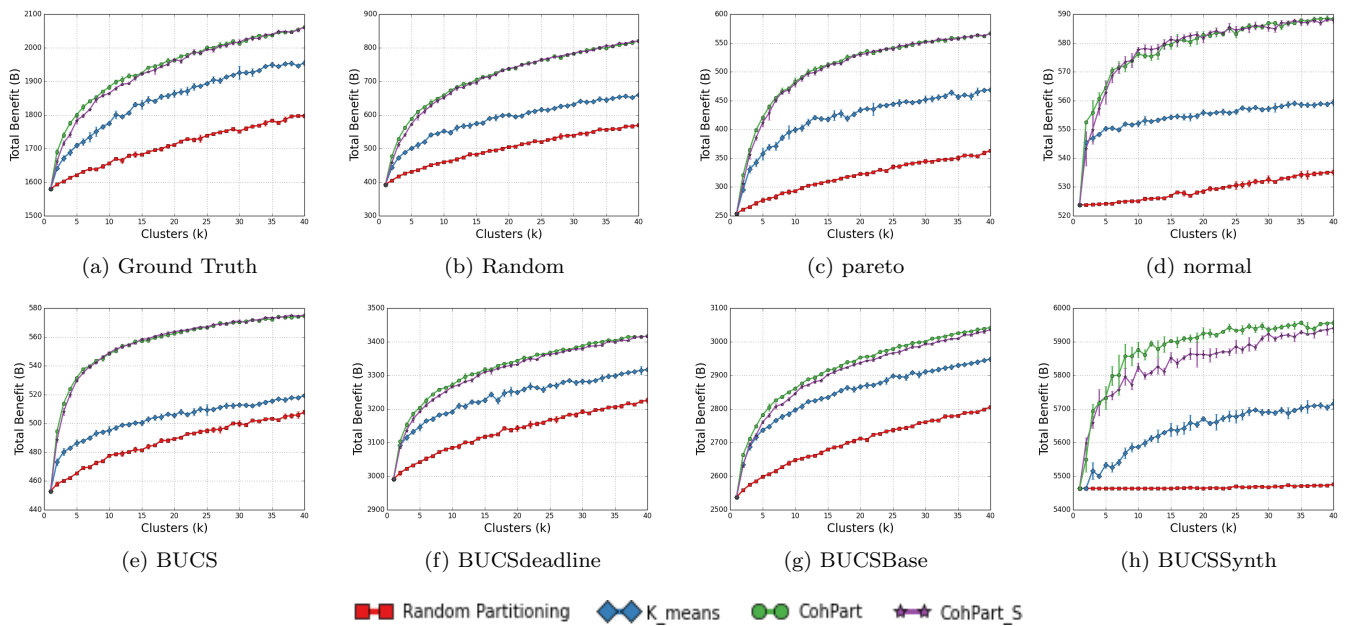 2100
2000
1900
1800
1700
1600
1500
Total Benefit (B)
1 5 10 15 20 25 30 35 40
Clusters (k)
(a) Ground Truth
900
800
700
600
500
400
300
Total Benefit (B)
1 5 10 15 20 25 30 35 40
Clusters (k)
(b) Random
600
550
500
450
400
350
300
250
Total Benefit (B)
0 5 10 15 20 25 30 35 40
Clusters (k)
(c) pareto
590
580
570
560
550
540
530
520
Total Benefit (B)
0 5 10 15 20 25 30 35 40
Clusters (k)
(d) normal
580
560
540
520
500
480
460
440
Total Benefit (B)
1 5 10 15 20 25 30 35 40
Clusters (k)
(e) BUCS
3500
3400
3300
3200
3100
3000
2900
Total Benefit (B)
0 5 10 15 20 25 30 35 40
Clusters (k)
(f) BUCSdeadline
3100
3000
2900
2800
2700
2600
2500
Total Benefit (B)
0 5 10 15 20 25 30 35 40
Clusters (k)
(g) BUCSBase
6000
5900
5800
5700
5600
5500
5400
Total Benefit (B)
0 5 10 15 20 25 30 35 40
Clusters (k)
(h) BUCSSynth
Random Partitioning K_means CohPart CohPart_S